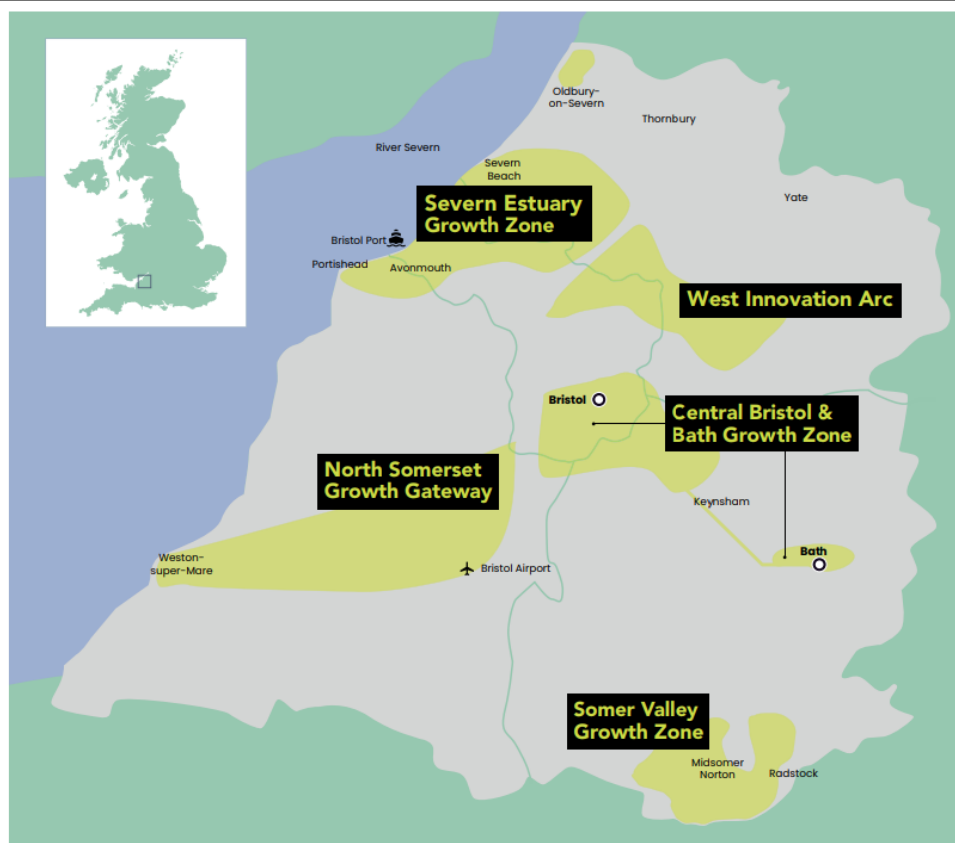 Oldbury-
on-Severn
Thornbury
River Severn
Severn
Beach
Yate
Severn Estuary
Growth Zone
Bristol Port
Portishead
Avonmouth
West Innovation Arc
Bristol
Central Bristol &
Bath Growth Zone
North Somerset
Growth Gateway
Keynsham
Weston-
super-Mare
Bristol Airport
Bath
Somer Valley
Growth Zone
Midsomer
Norton
Radstock